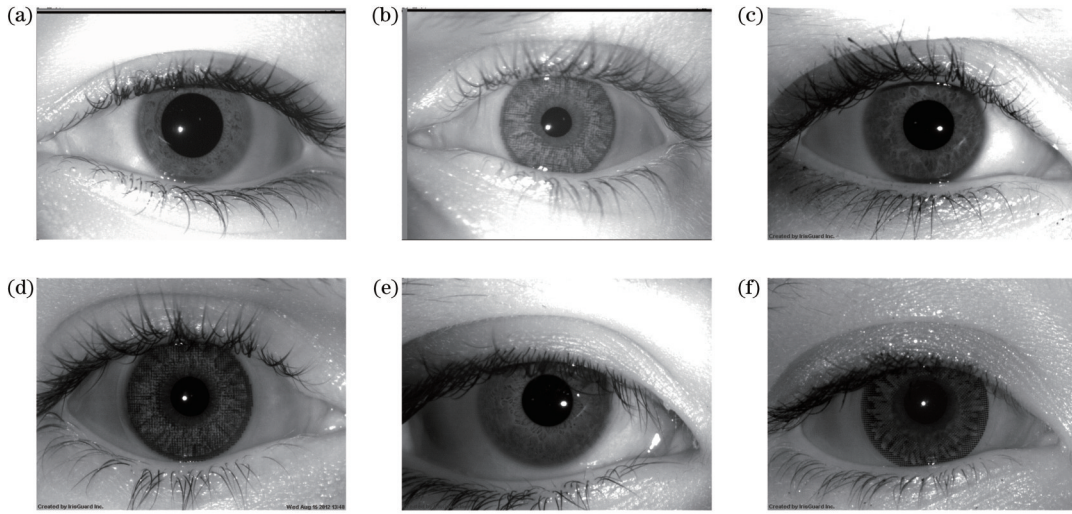 (a)
(b)
(c)
Created by IrisGuard Inc.
(d)
(e)
(f)
Created by IrisGuard Inc.
Wed Aug 15 2012 13:48
Created by IrisGuard Inc.